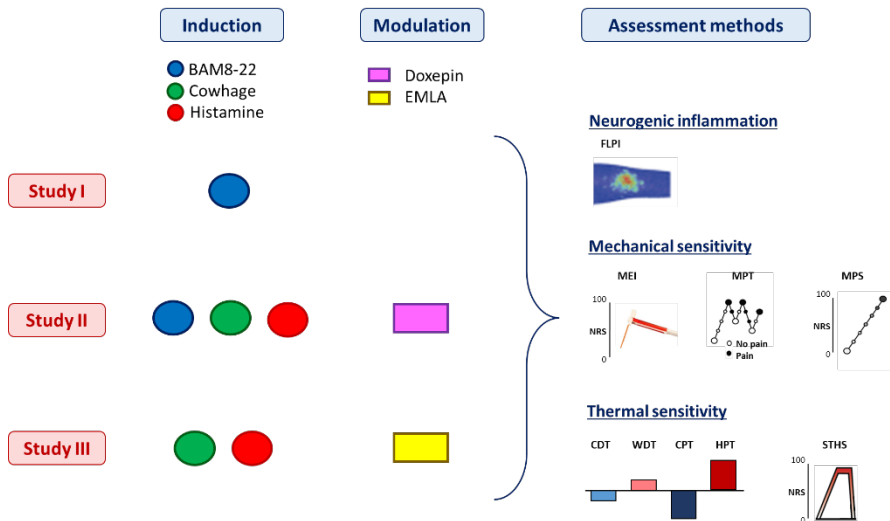 Induction
Modulation
Assessment methods
BAM8-22
Cowhage
Histamine
Doxepin
EMLA
Neurogenic inflammation
FLPI
Study I
Mechanical sensitivity
MEI
MPT
MPS
100
NRS
0
No pain
Pain
100
NRS
0
Study II
Thermal sensitivity
CDT
WDT
CPT
HPT
STHS
100
NRS
0
Study III